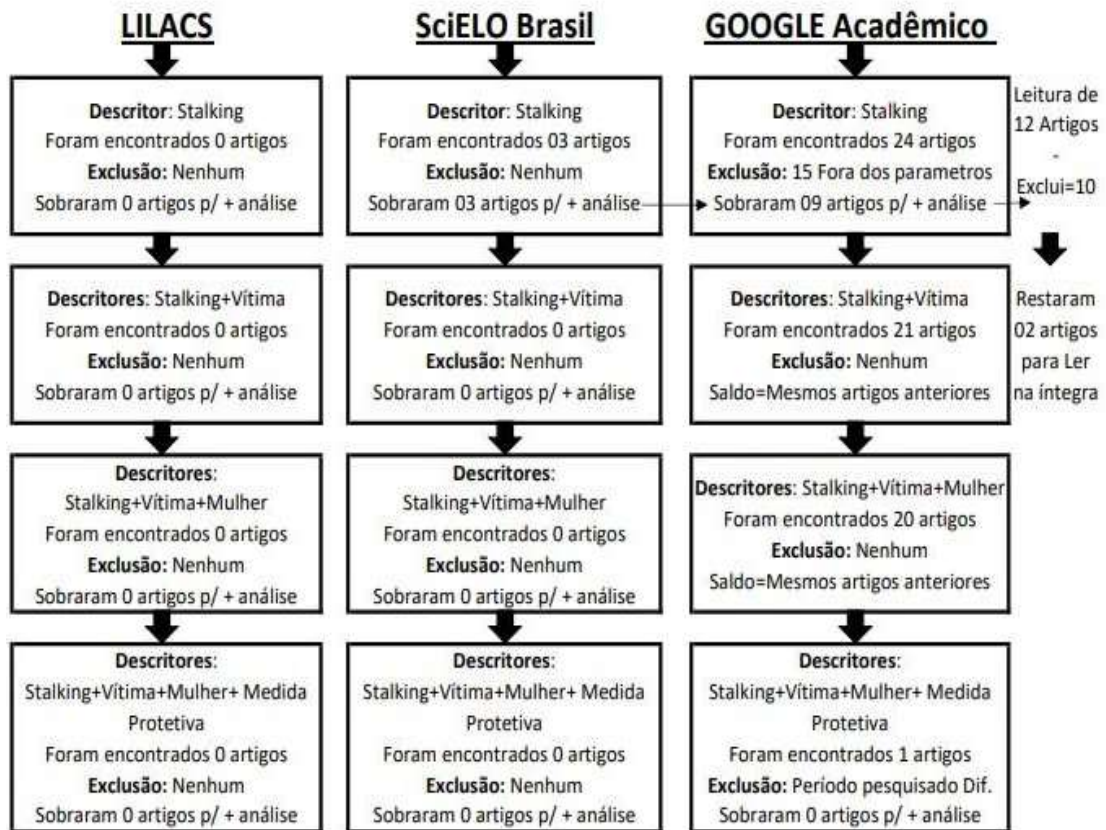 LILACS
Descritor: Stalking
Foram encontrados 0 artigos
Exclusão: Nenhum
Sobraram 0 artigos p/ + análise
Descritores: Stalking+Vítima
Foram encontrados 0 artigos
Exclusão: Nenhum
Sobraram 0 artigos p/ + análise
Descritores:
Stalking+Vítima+Mulher
Foram encontrados 0 artigos
Exclusão: Nenhum
Sobraram 0 artigos p/ + análise
Descritores:
Stalking+Vítima+Mulher+ Medida
Protetiva
Foram encontrados 0 artigos
Exclusão: Nenhum
Sobraram 0 artigos p/ + análise
SciELO Brasil
Descritor: Stalking
Foram encontrados 03 artigos
Exclusão: Nenhum
Sobraram 03 artigos p/ + análise
Descritores: Stalking+Vítima
Foram encontrados 0 artigos
Exclusão: Nenhum
Sobraram 0 artigos p/ + análise
Descritores:
Stalking+Vítima+Mulher
Foram encontrados 0 artigos
Exclusão: Nenhum
Sobraram 0 artigos p/ + análise
Descritores:
Stalking+Vítima+Mulher+ Medida
Protetiva
Foram encontrados 0 artigos
Exclusão: Nenhum
Sobraram 0 artigos p/ + análise
GOOGLE Acadêmico
Descritor: Stalking
Foram encontrados 24 artigos
Exclusão: 15 Fora dos parametros
Sobraram 09 artigos p/ + análise
Descritores: Stalking+Vítima
Foram encontrados 21 artigos
Exclusão: Nenhum
Saldo=Mesmos artigos anteriores
Descritores: Stalking+Vítima+Mulher
Foram encontrados 20 artigos
Exclusão: Nenhum
Saldo=Mesmos artigos anteriores
Descritores:
Stalking+Vítima+Mulher+ Medida
Protetiva
Foram encontrados 1 artigos
Exclusão: Período pesquisado Dif.
Sobraram 0 artigos p/ + análise
Leitura de
12 Artigos
-
Exclui=10
Restaram
02 artigos
para Ler
na íntegra